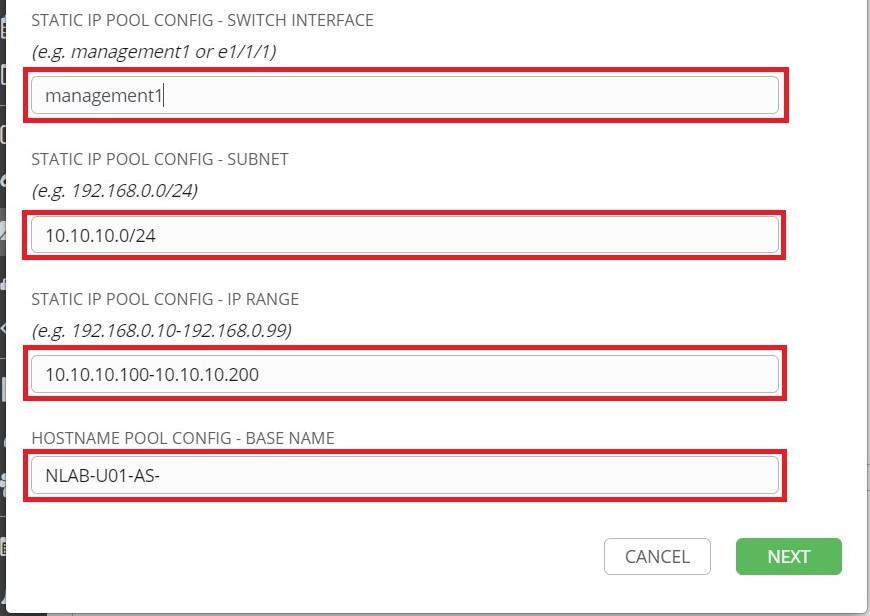 STATIC IP POOL CONFIG - SWITCH INTERFACE
(e.g. management1 or e1/1/1)
management1
STATIC IP POOL CONFIG - SUBNET
(e.g. 192.168.0.0/24)
10.10.10.0/24
STATIC IP POOL CONFIG - IP RANGE
(e.g. 192.168.0.10-192.168.0.99)
10.10.10.100-10.10.10.200
HOSTNAME POOL CONFIG - BASE NAME
NLAB-U01-AS-
CANCEL NEXT